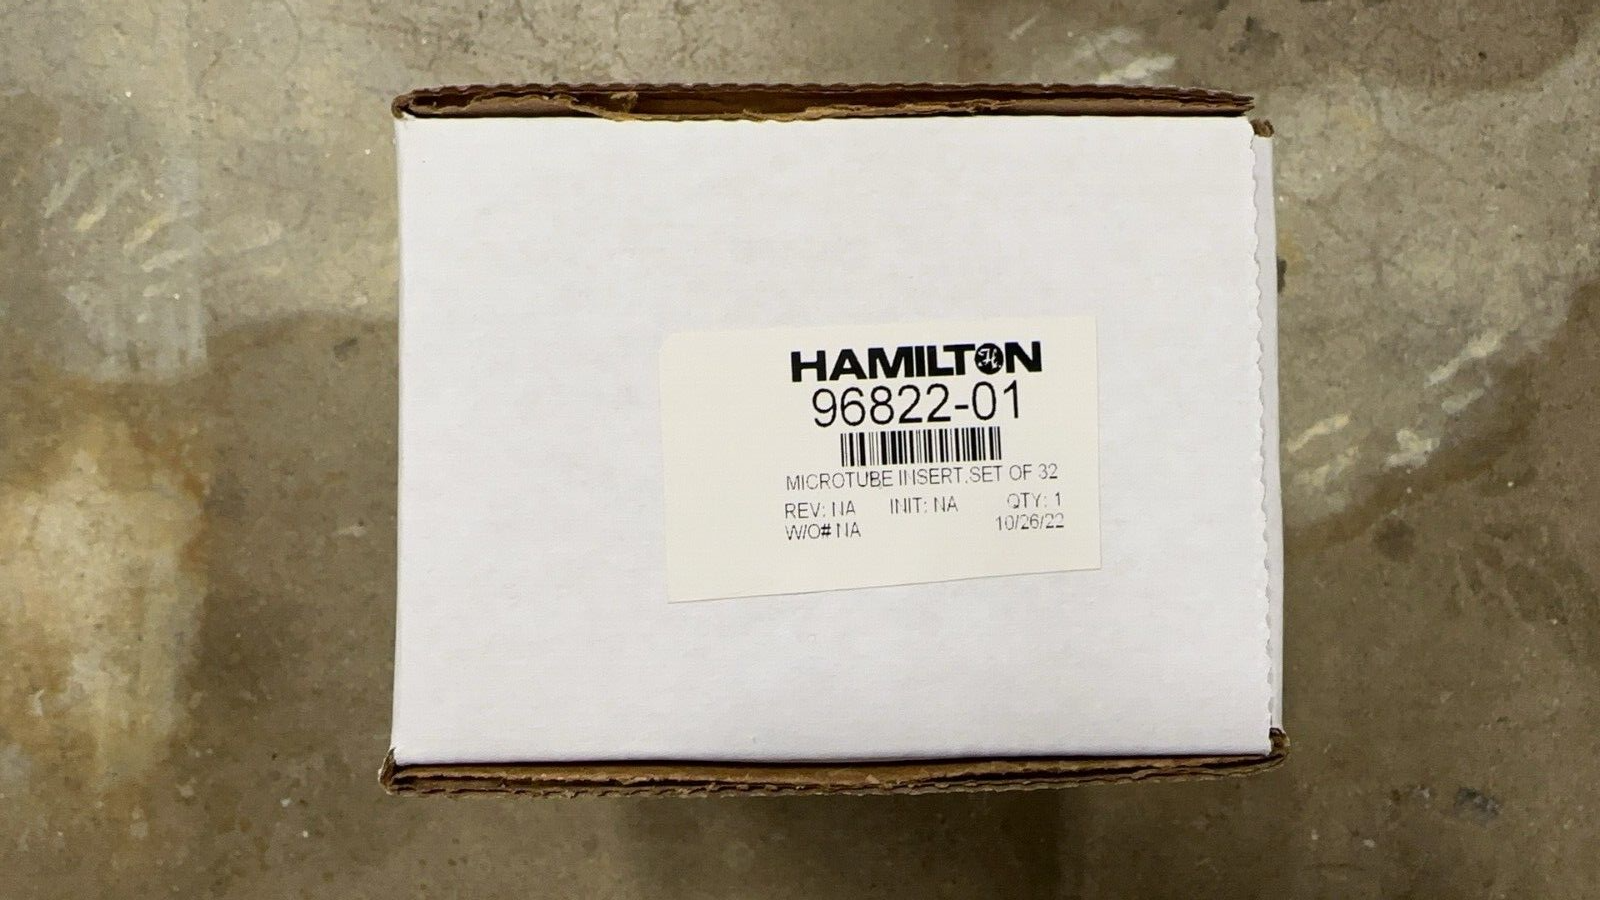 HAMILTON
96822-01
MICROTUBE INSERT,SET OF 32
REV: NA INIT: NA QTY: 1
W/O# NA 10/26/22